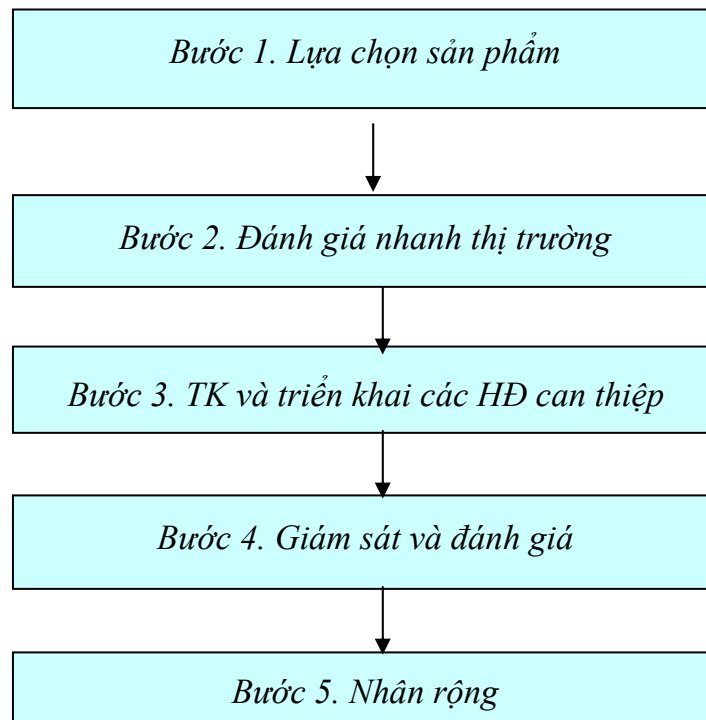 Bước 1. Lựa chọn sản phẩm
Bước 2. Đánh giá nhanh thị trường
Bước 3. TK và triển khai các HĐ can thiệp
Bước 4. Giám sát và đánh giá
Bước 5. Nhân rộng